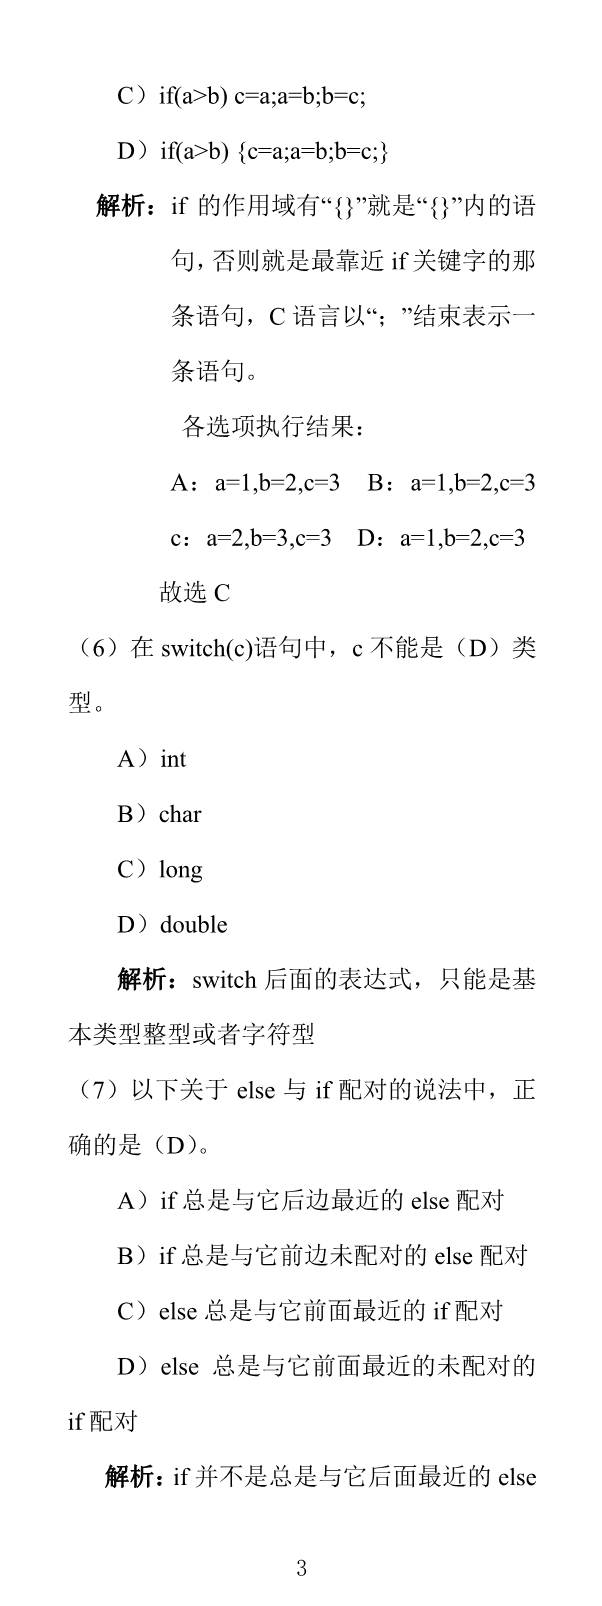 C）if(a>b) c=a;a=b;b=c;
D）if(a>b) {c=a;a=b;b=c;}
解析：if 的作用域有“{}”就是“{}”内的语
句，否则就是最靠近 if 关键字的那
条语句，C 语言以“；”结束表示一
条语句。
各选项执行结果：
A：a=1,b=2,c=3 B：a=1,b=2,c=3
c：a=2,b=3,c=3 D：a=1,b=2,c=3
故选 C
（6）在 switch(c)语句中，c 不能是（D）类
型。
A）int
B）char
C）long
D）double
解析：switch 后面的表达式，只能是基
本类型整型或者字符型
（7）以下关于 else 与 if 配对的说法中，正
确的是（D）。
A）if 总是与它后边最近的 else 配对
B）if 总是与它前边未配对的 else 配对
C）else 总是与它前面最近的 if 配对
D）else 总是与它前面最近的未配对的
if 配对
解析：if 并不是总是与它后面最近的 else
3